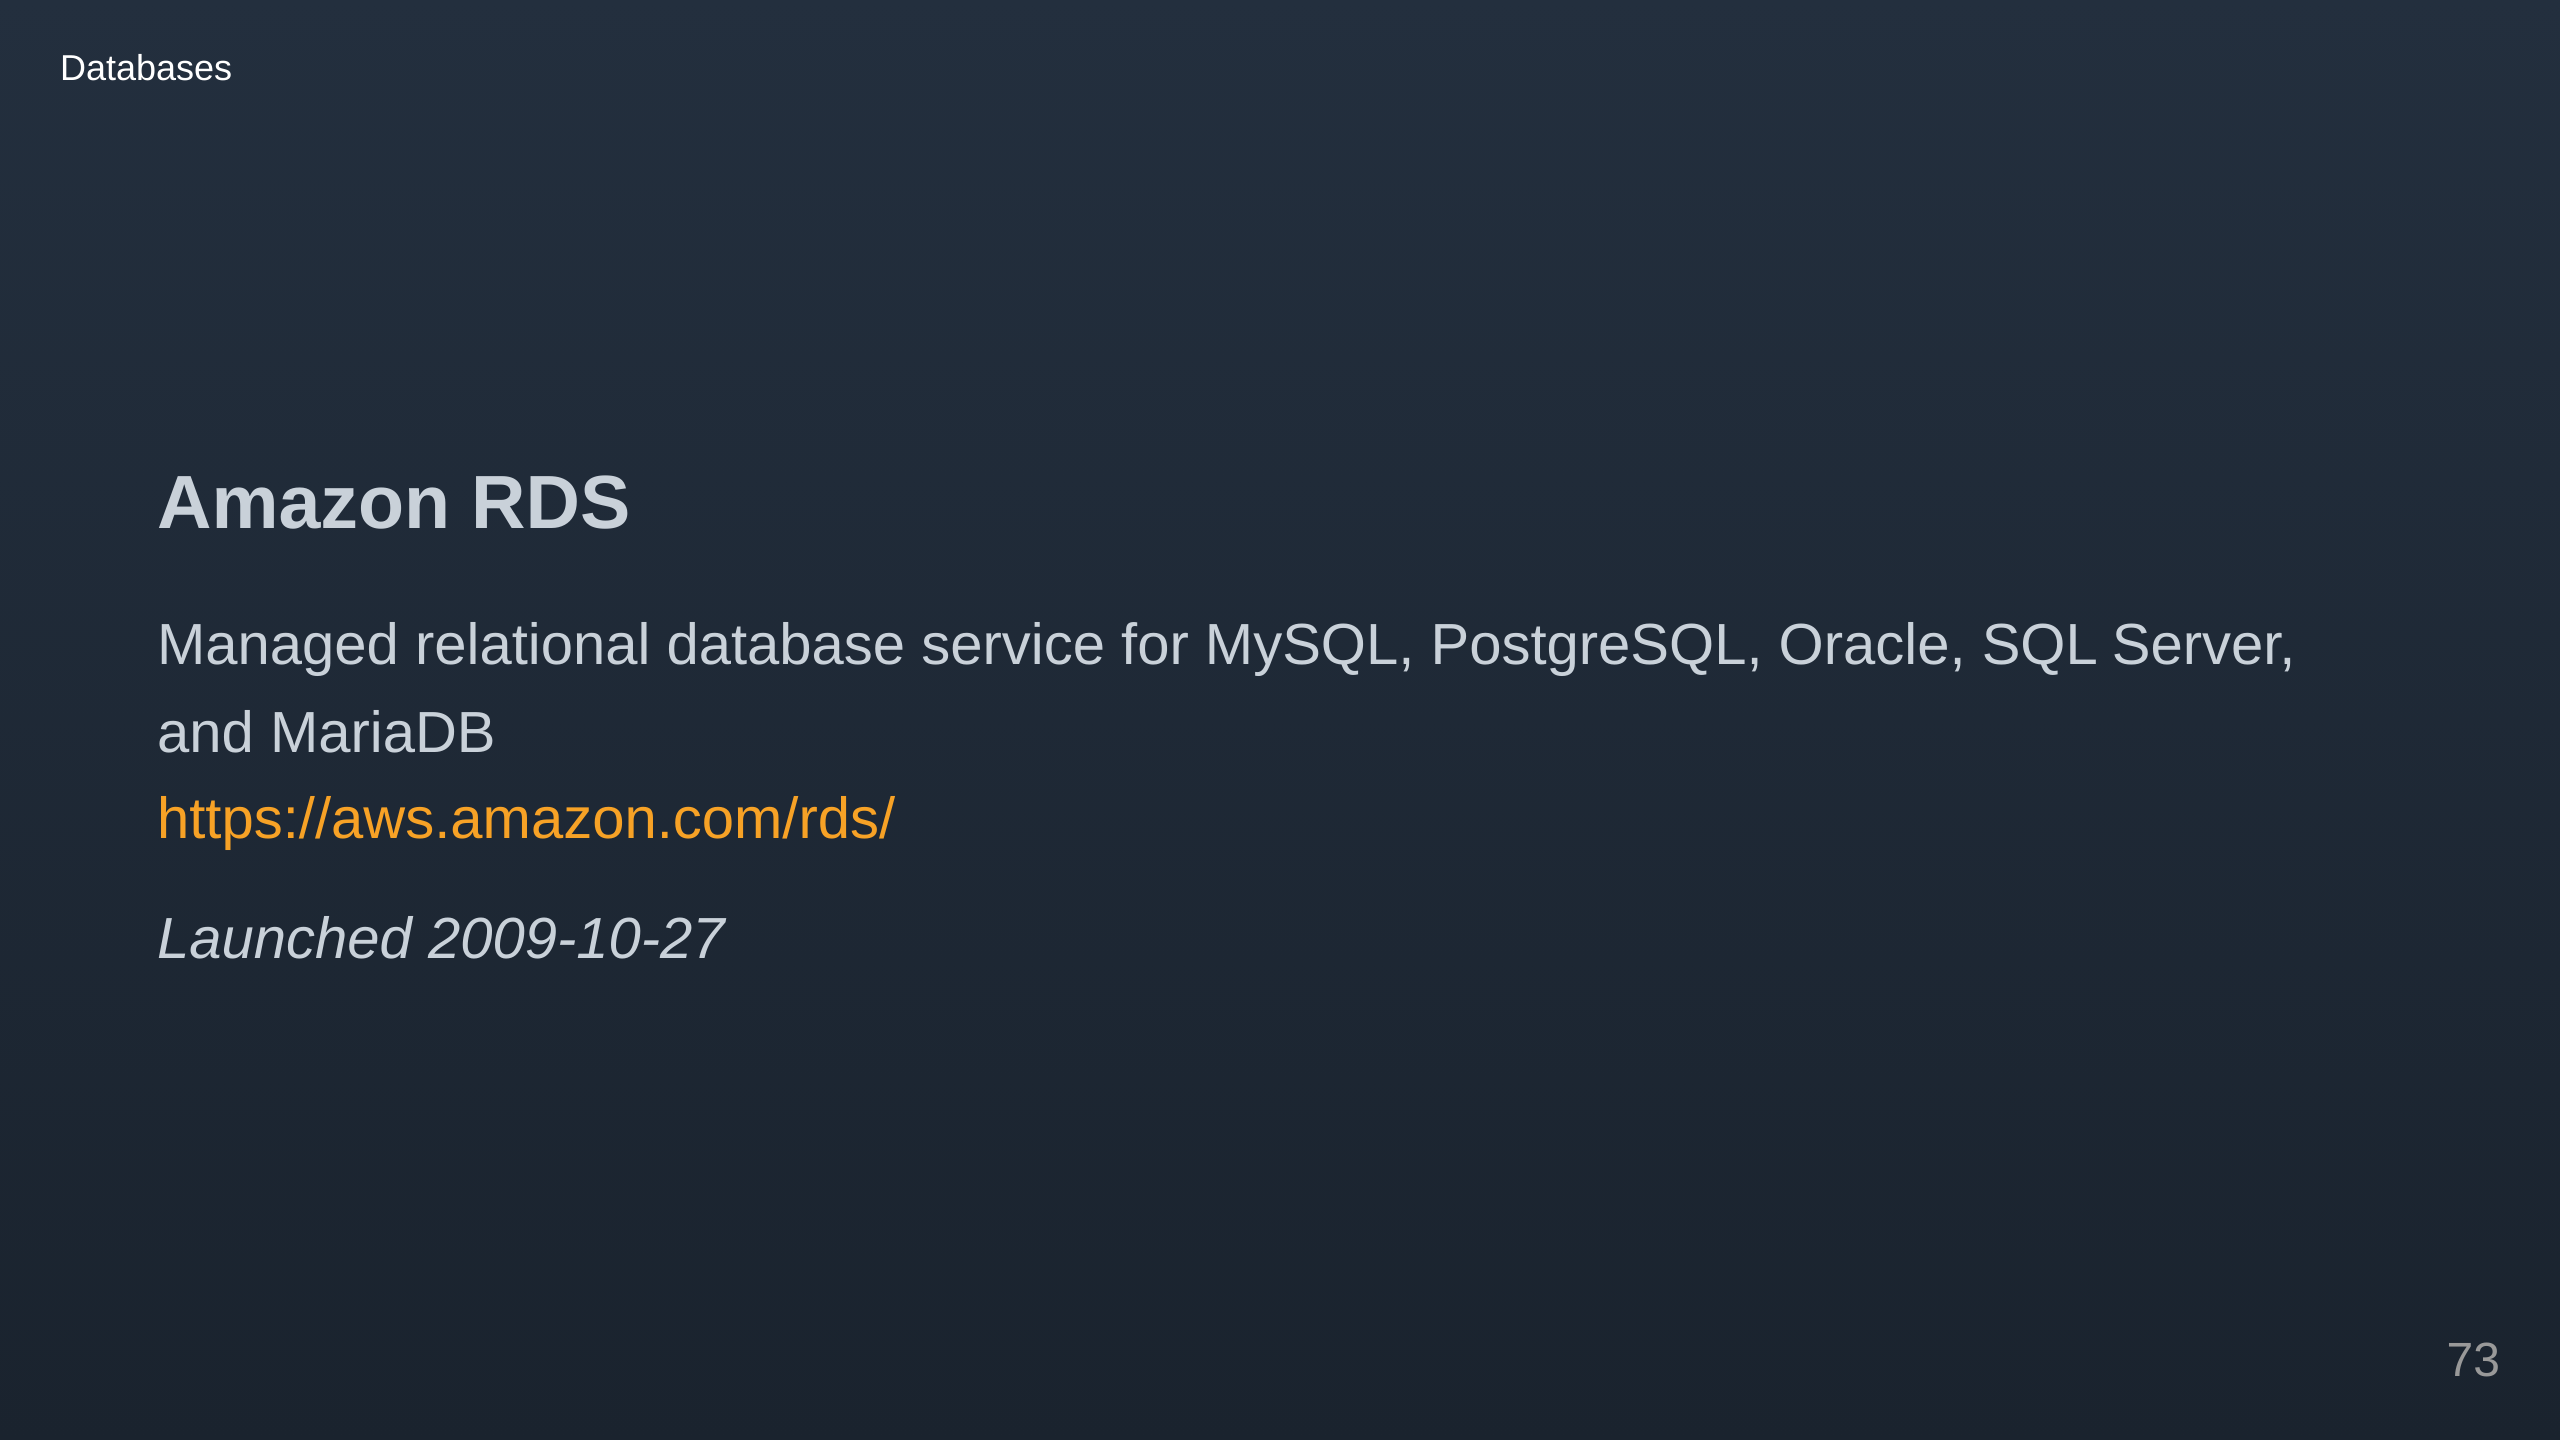 Databases
Amazon RDS
Managed relational database service for MySQL, PostgreSQL, Oracle, SQL Server,
and MariaDB
https://aws.amazon.com/rds/
Launched 2009-10-27
73